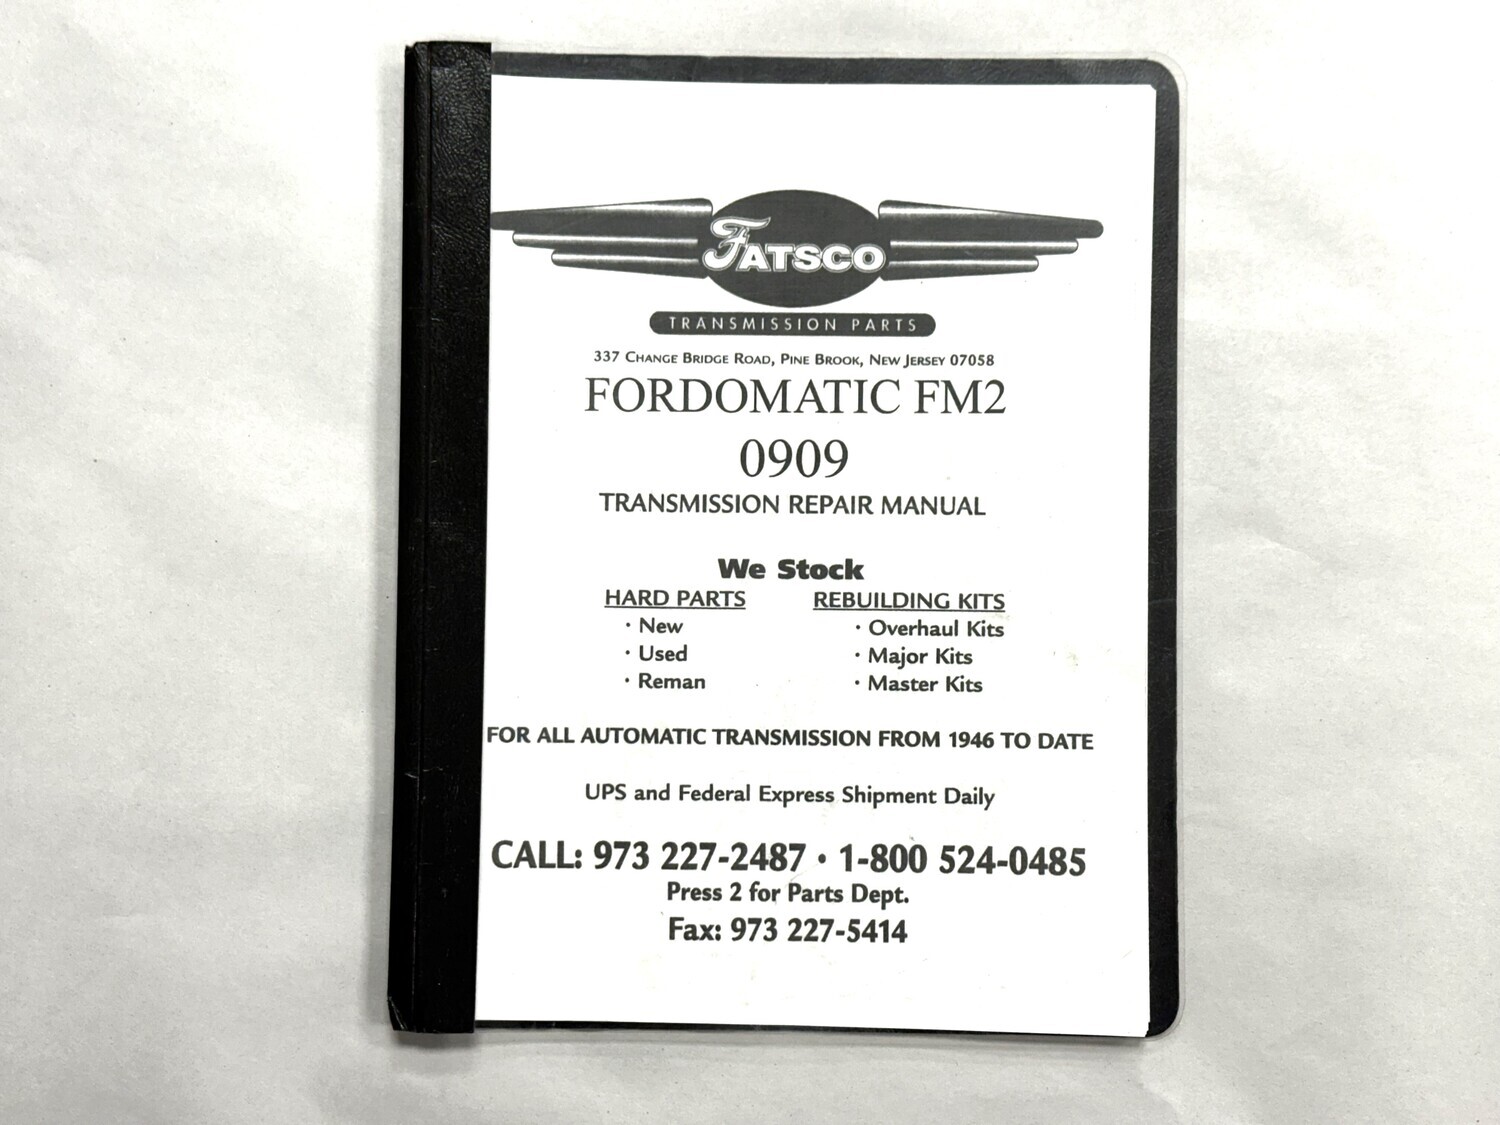 FATSCO
TRANSMISSION PARTS
337 CHANGE BRIDGE ROAD, PINE BROOK, NEW JERSEY 07058
FORDOMATIC FM2
0909
TRANSMISSION REPAIR MANUAL
We Stock
HARD PARTS
• New
• Used
• Reman
REBUILDING KITS
• Overhaul Kits
• Major Kits
• Master Kits
FOR ALL AUTOMATIC TRANSMISSION FROM 1946 TO DATE
UPS and Federal Express Shipment Daily
CALL: 973 227-2487 • 1-800 524-0485
Press 2 for Parts Dept.
Fax: 973 227-5414